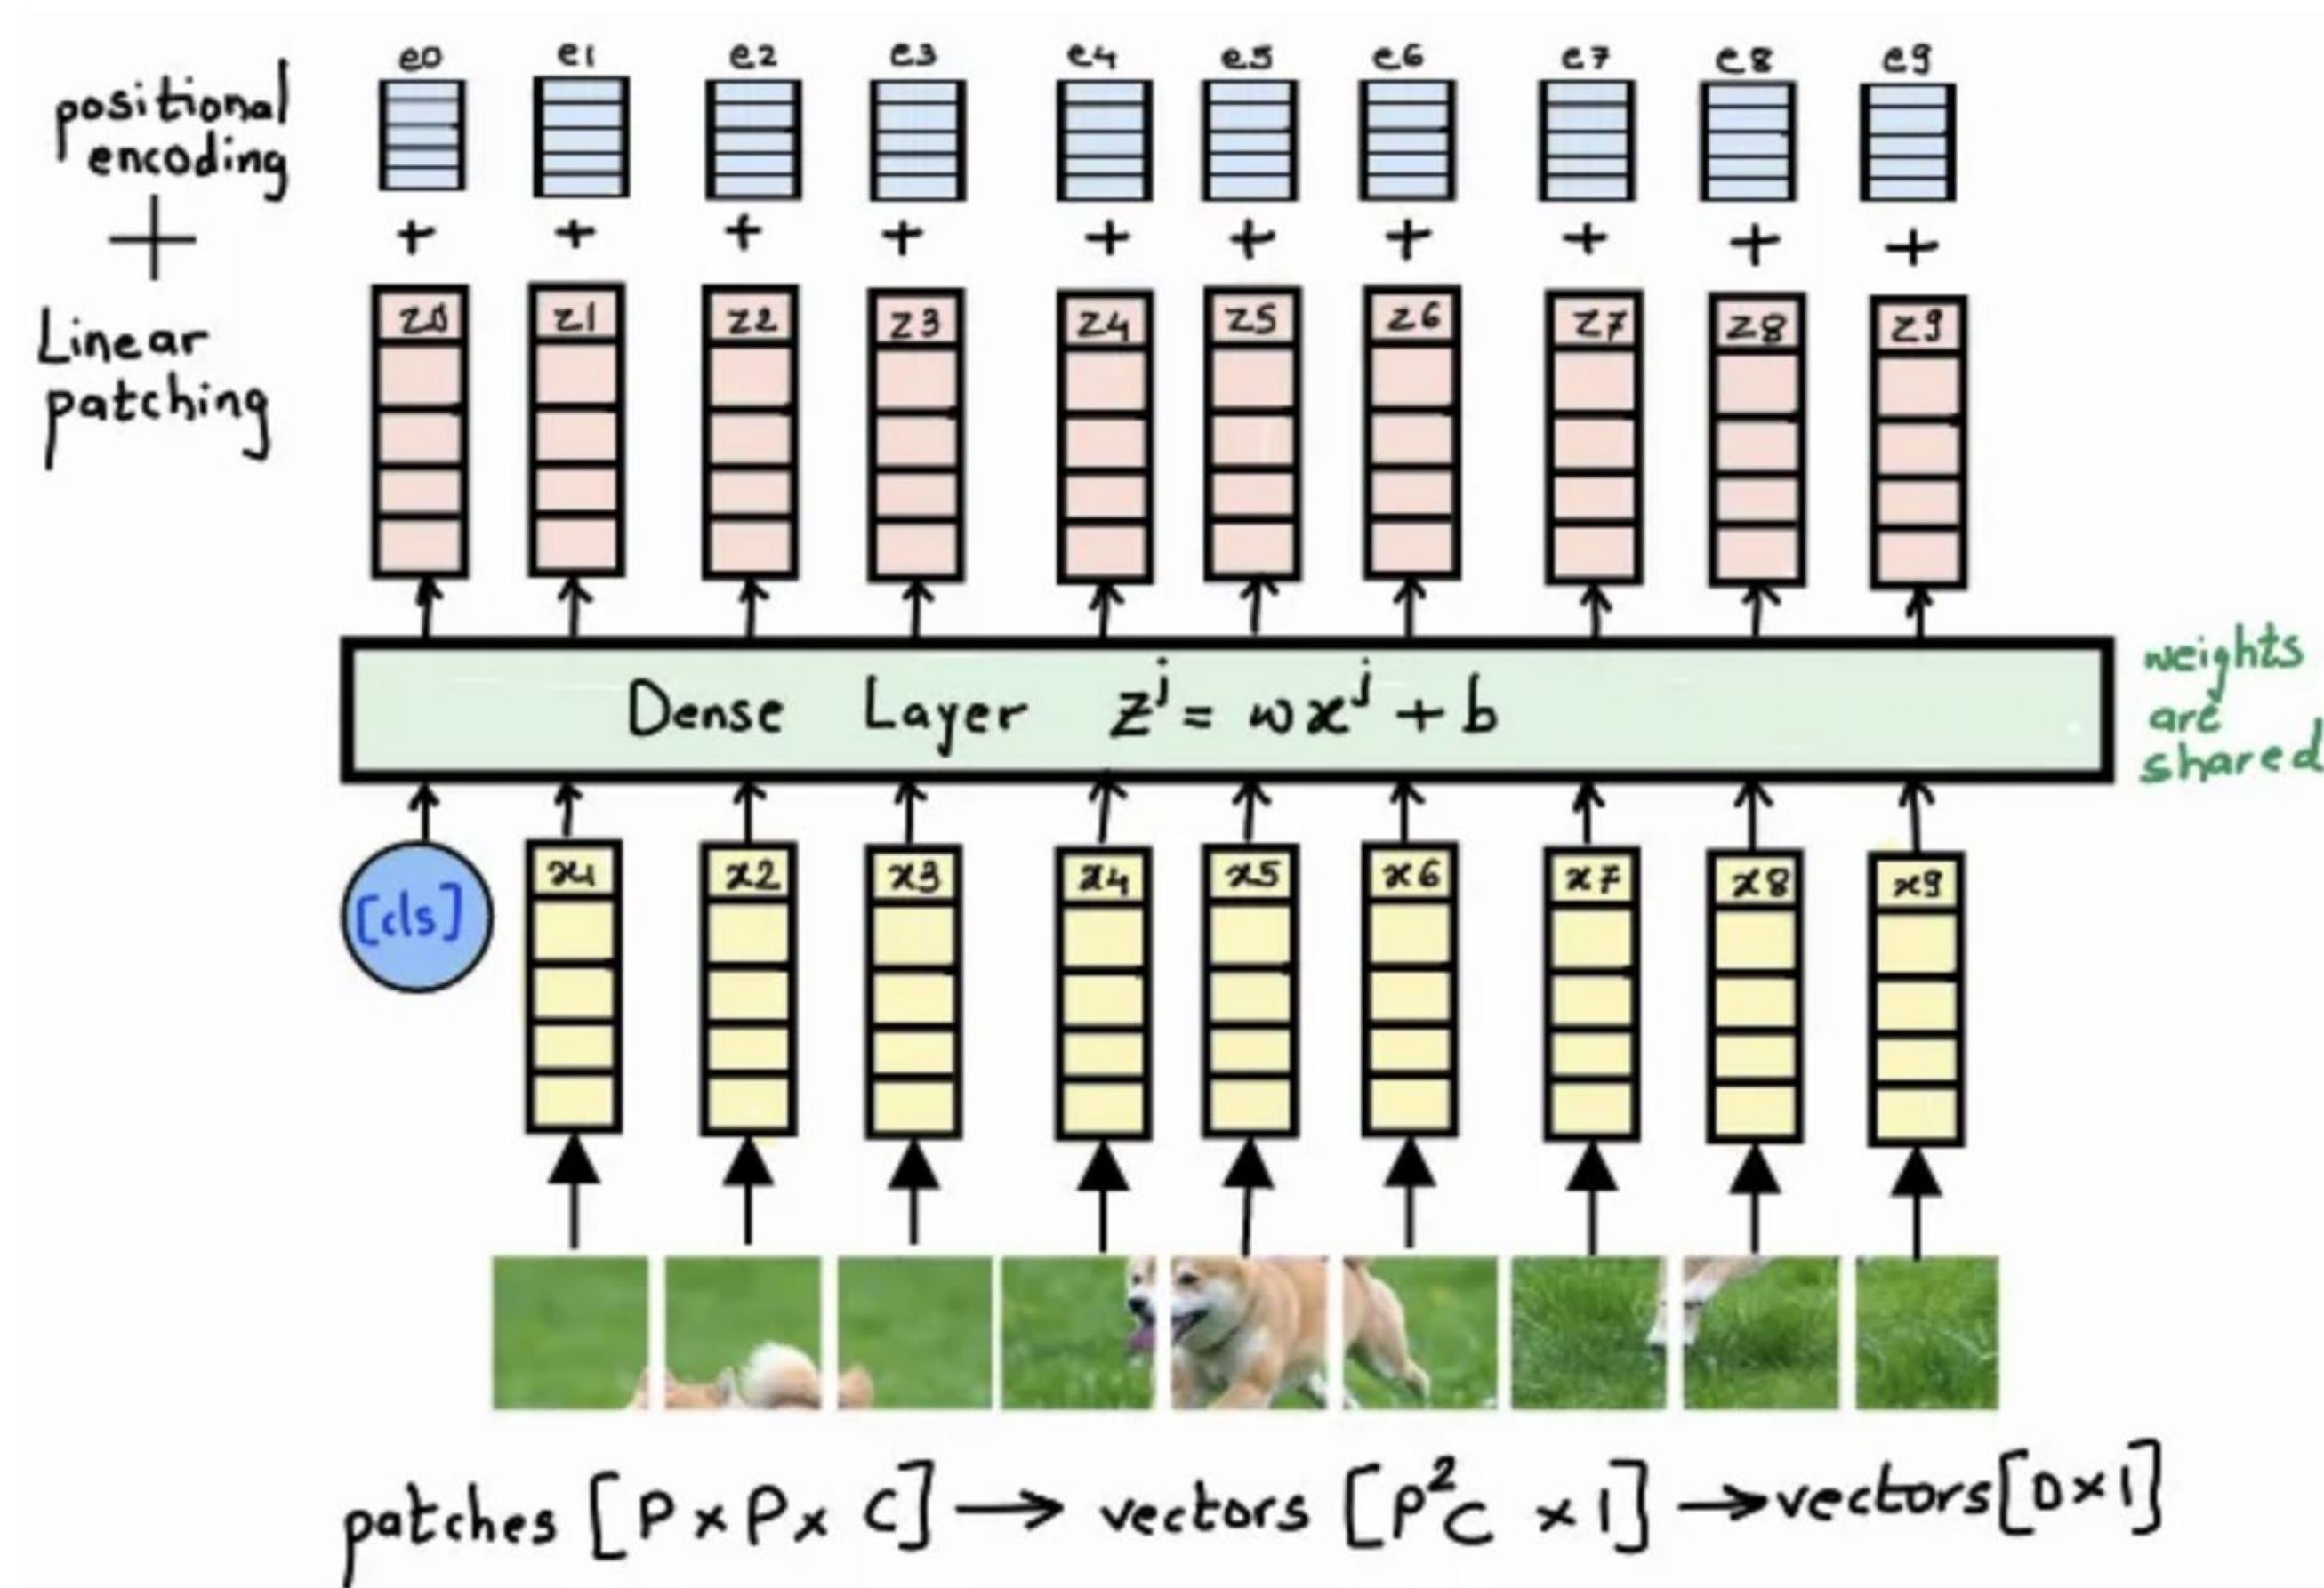 e0 e1 e2 e3 e4 e5 e6 e7 e8 e9
positional
encoding
+
+ + + + + + + + + +
Linear
patching
z0 z1 z2 z3 z4 z5 z6 z7 z8 z9
Dense Layer z^j = wx^j + b
weights
are
shared
[cls]
x1 x2 x3 x4 x5 x6 x7 x8 x9
patches [P x P x C] → vectors [P²C x 1] → vectors [D x 1]